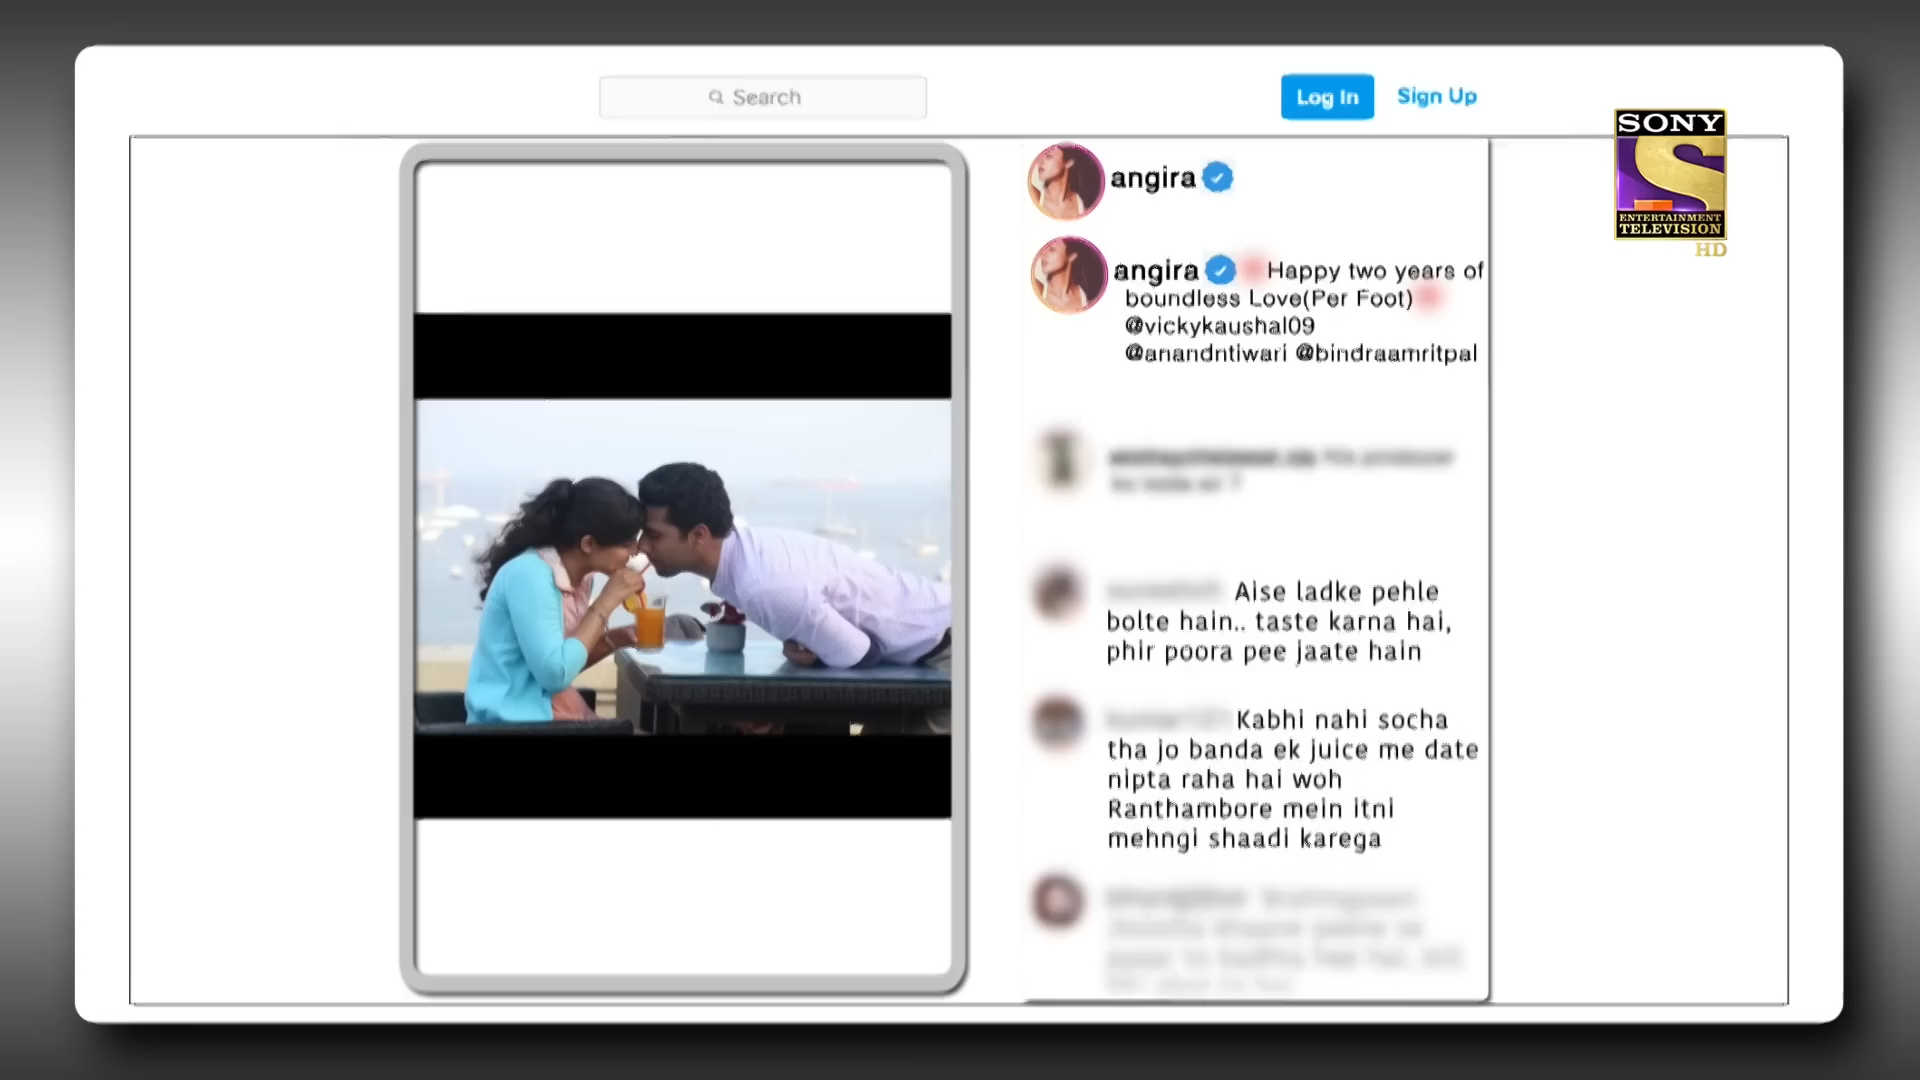 Search
Log In
Sign Up
SONY
ENTERTAINMENT
TELEVISION
HD
angira
angira Happy two years of
boundless Love(Per Foot)
@vickykaushal09
@anandntiwari @bindraamritpal
Aise ladke pehle
bolte hain.. taste karna hai,
phir poora pee jaate hain
Kabhi nahi socha
tha jo banda ek juice me date
nipta raha hai woh
Ranthambore mein itni
mehngi shaadi karega